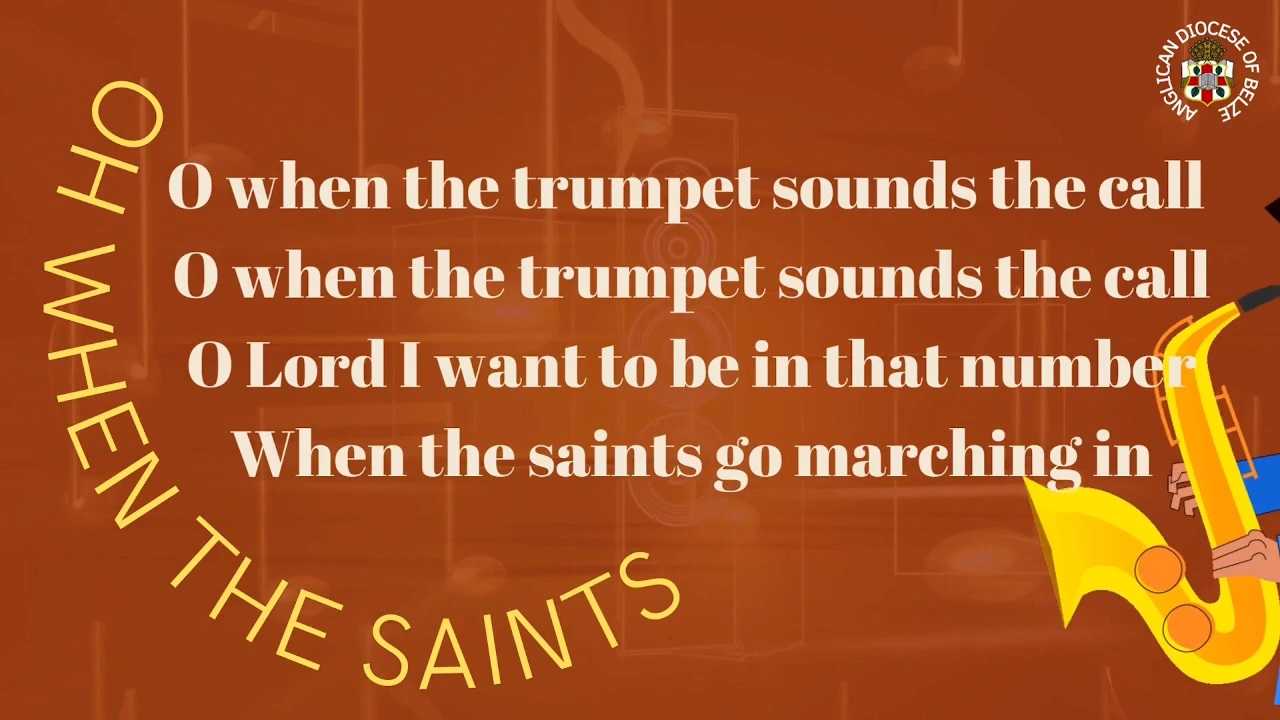 ANGLICAN DIOCESE OF BELZE
OH WHEN THE SAINTS
O when the trumpet sounds the call
O when the trumpet sounds the call
O Lord I want to be in that number
When the saints go marching in